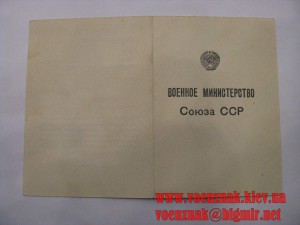 ВОЕННОЕ МИНИСТЕРСТВО
Союза ССР
www.voenznak.kiev.ua
voenznak@bigmir.net